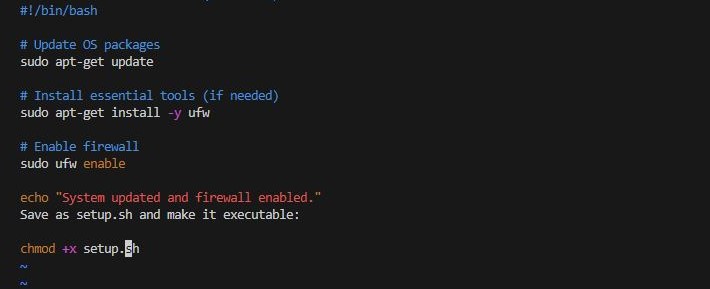 #!/bin/bash
# Update OS packages
sudo apt-get update
# Install essential tools (if needed)
sudo apt-get install -y ufw
# Enable firewall
sudo ufw enable
echo "System updated and firewall enabled."
Save as setup.sh and make it executable:
chmod +x setup.sh
~
~